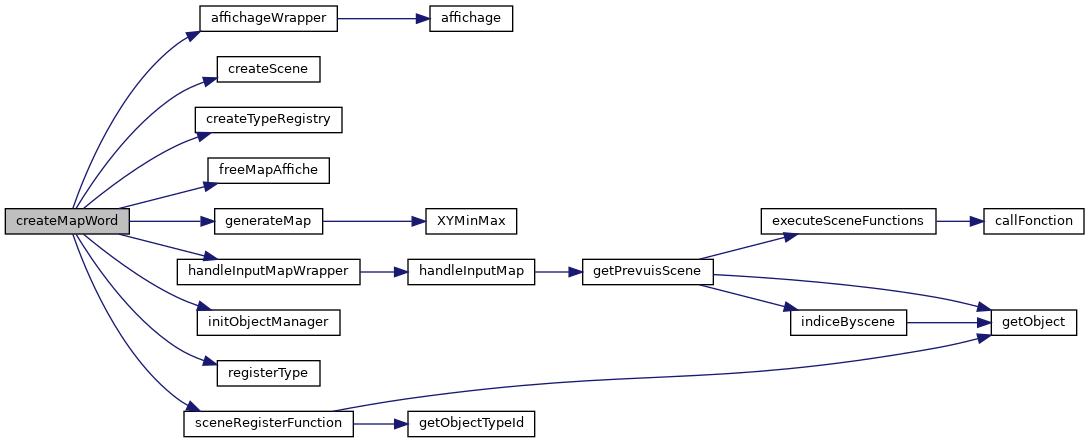 affichageWrapper
affichage
createScene
createTypeRegistry
freeMapAffiche
createMapWord
generateMap
XYMinMax
executeSceneFunctions
callFonction
handleInputMapWrapper
handleInputMap
getPrevuisScene
initObjectManager
indiceByscene
getObject
registerType
sceneRegisterFunction
getObjectTypeId